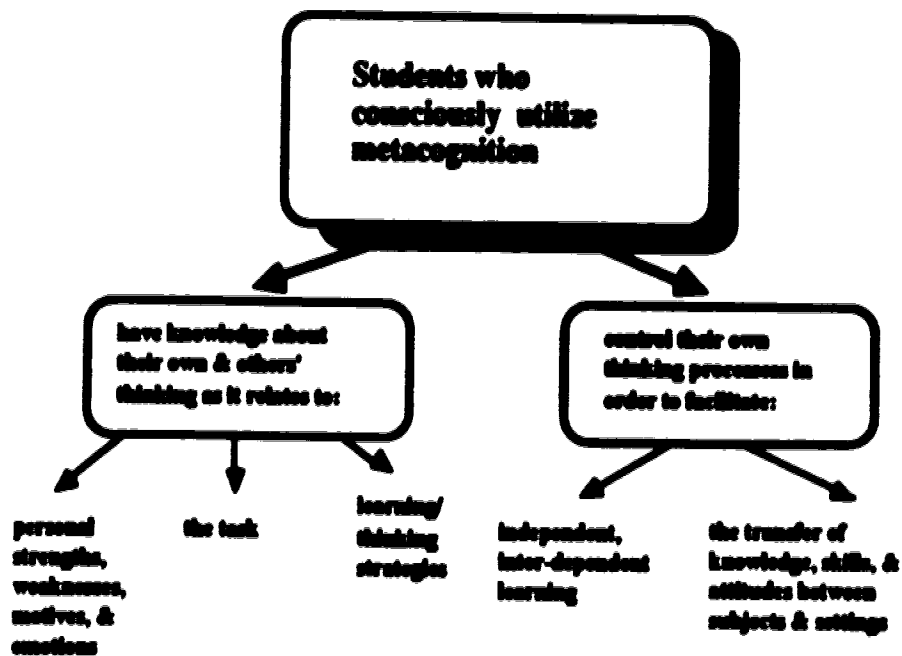 Students who
consciously utilize
metacognition
have knowledge about
their own & others'
thinking as it relates to:
control their own
thinking processes in
order to facilitate:
personal
strengths,
weaknesses,
motives, &
emotions
the task
learning/
thinking
strategies
independent,
inter-dependent
learning
the transfer of
knowledge, skills, &
attitudes between
subjects & settings